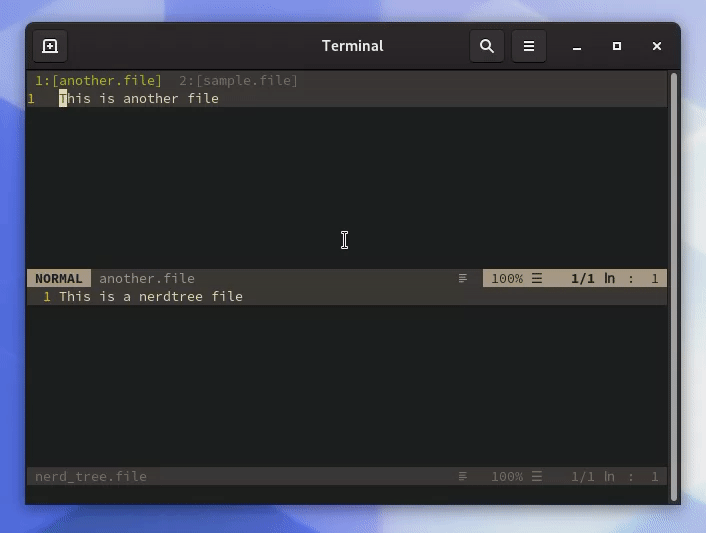 Terminal
1:[another.file] 2:[sample.file]
1 This is another file
NORMAL another.file 100% ☰ 1/1 ln : 1
1 This is a nerdtree file
nerd_tree.file 100% ☰ 1/1 ln : 1